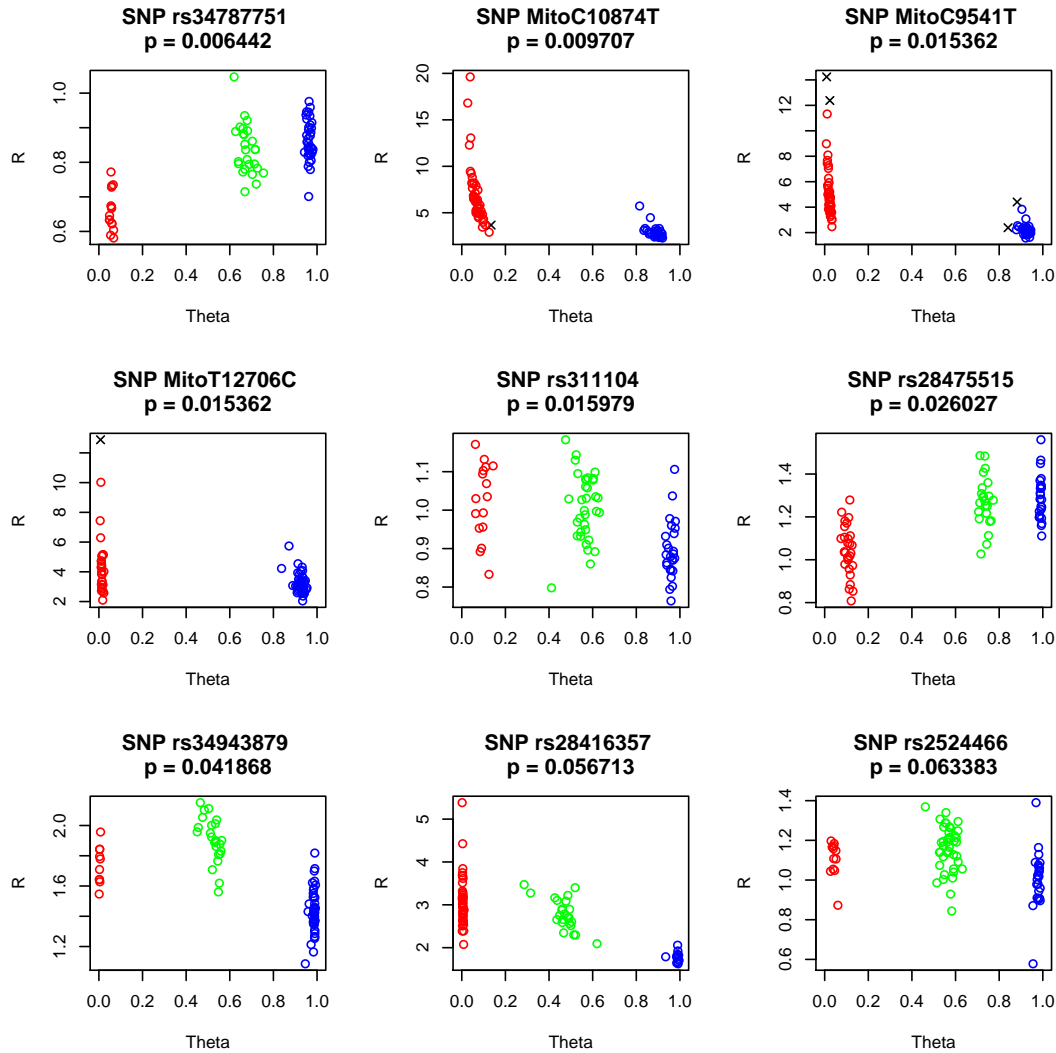 SNP rs34787751
p = 0.006442
R
1.0
0.8
0.6
0.0 0.2 0.4 0.6 0.8 1.0
Theta
SNP MitoC10874T
p = 0.009707
R
20
15
10
5
0.0 0.2 0.4 0.6 0.8 1.0
Theta
SNP MitoC9541T
p = 0.015362
R
12
8
6
4
2
0.0 0.2 0.4 0.6 0.8 1.0
Theta
SNP MitoT12706C
p = 0.015362
R
10
8
6
4
2
0.0 0.2 0.4 0.6 0.8 1.0
Theta
SNP rs311104
p = 0.015979
R
1.1
1.0
0.9
0.8
0.0 0.2 0.4 0.6 0.8 1.0
Theta
SNP rs28475515
p = 0.026027
R
1.4
1.2
1.0
0.8
0.0 0.2 0.4 0.6 0.8 1.0
Theta
SNP rs34943879
p = 0.041868
R
2.0
1.6
1.2
0.0 0.2 0.4 0.6 0.8 1.0
Theta
SNP rs28416357
p = 0.056713
R
5
4
3
2
0.0 0.2 0.4 0.6 0.8 1.0
Theta
SNP rs2524466
p = 0.063383
R
1.4
1.2
1.0
0.8
0.6
0.0 0.2 0.4 0.6 0.8 1.0
Theta